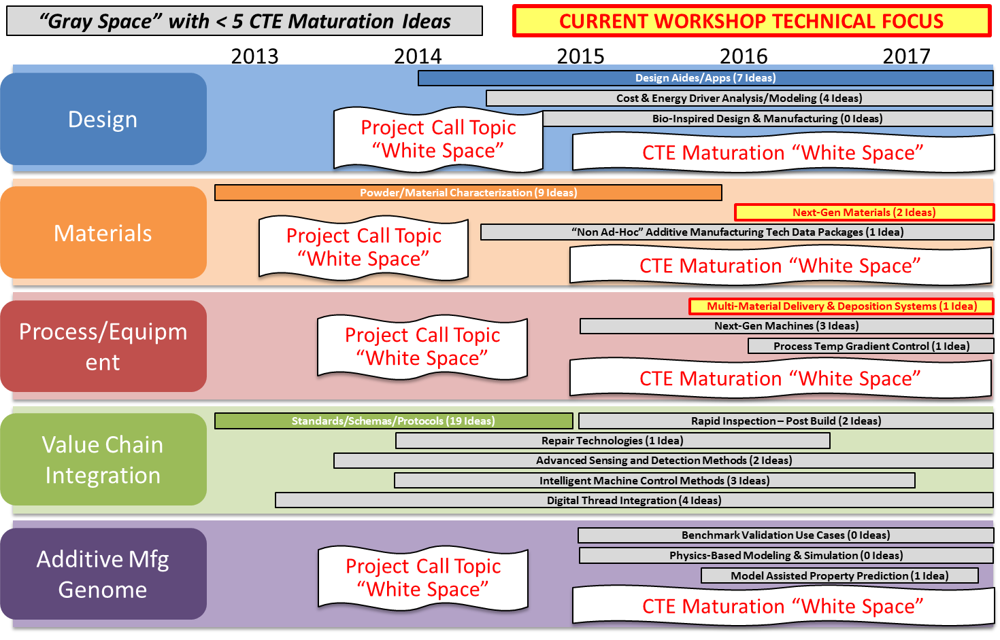 “Gray Space” with < 5 CTE Maturation Ideas
CURRENT WORKSHOP TECHNICAL FOCUS
2013 2014 2015 2016 2017
Design
Design Aides/Apps (7 Ideas)
Cost & Energy Driver Analysis/Modeling (4 Ideas)
Bio-Inspired Design & Manufacturing (0 Ideas)
Project Call Topic
“White Space”
CTE Maturation “White Space”
Materials
Powder/Material Characterization (9 Ideas)
Next-Gen Materials (2 Ideas)
“Non Ad-Hoc” Additive Manufacturing Tech Data Packages (1 Idea)
Project Call Topic
“White Space”
CTE Maturation “White Space”
Process/Equipm
ent
Multi-Material Delivery & Deposition Systems (1 Idea)
Next-Gen Machines (3 Ideas)
Process Temp Gradient Control (1 Idea)
Project Call Topic
“White Space”
CTE Maturation “White Space”
Value Chain
Integration
Standards/Schemas/Protocols (19 Ideas)
Rapid Inspection – Post Build (2 Ideas)
Repair Technologies (1 Idea)
Advanced Sensing and Detection Methods (2 Ideas)
Intelligent Machine Control Methods (3 Ideas)
Digital Thread Integration (4 Ideas)
Additive Mfg
Genome
Benchmark Validation Use Cases (0 Ideas)
Physics-Based Modeling & Simulation (0 Ideas)
Model Assisted Property Prediction (1 Idea)
Project Call Topic
“White Space”
CTE Maturation “White Space”